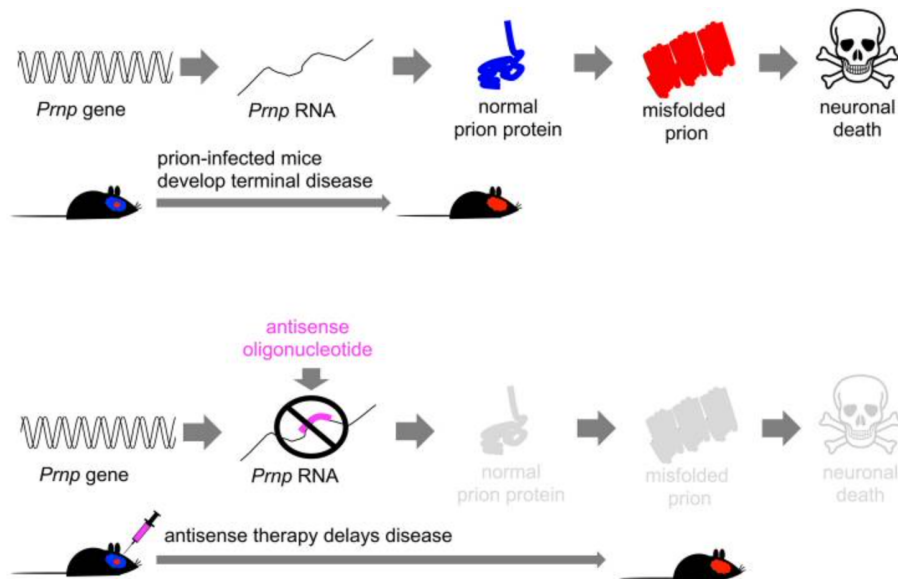 Prnp gene
Prnp RNA
normal
prion protein
misfolded
prion
neuronal
death
prion-infected mice
develop terminal disease
antisense
oligonucleotide
Prnp gene
Prnp RNA
normal
prion protein
misfolded
prion
neuronal
death
antisense therapy delays disease